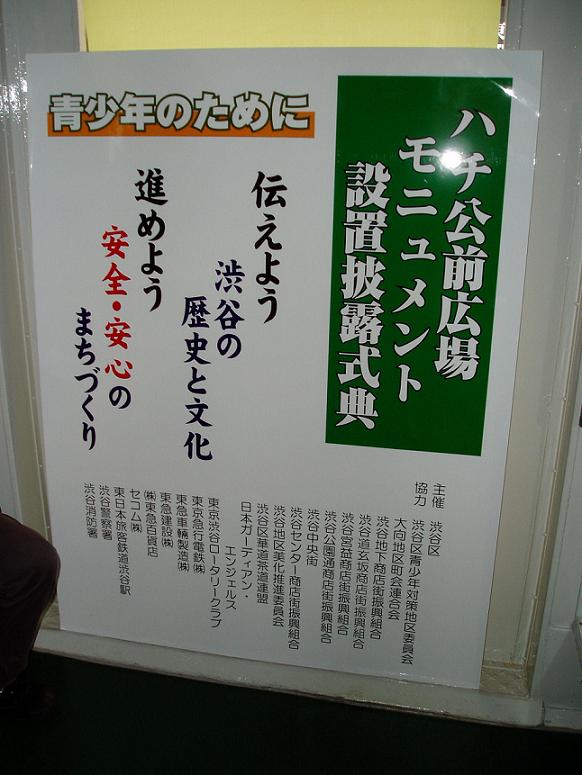 ハチ公前広場
モニュメント
設置披露式典
青少年のために
伝えよう
渋谷の
歴史と文化
進めよう
安全・安心の
まちづくり
主催 渋谷区
協力 渋谷区青少年対策地区委員会
大向地区町会連合会
渋谷地下商店街振興組合
渋谷道玄坂商店街振興組合
渋谷宮益商店街振興組合
渋谷公園通商店街振興組合
渋谷中央街
渋谷センター商店街振興組合
渋谷地区美化推進委員会
渋谷区華道茶道連盟
日本ガーディアン・
エンジェルス
東京渋谷ロータリークラブ
東京急行電鉄㈱
東急車輛製造㈱
東急建設㈱
㈱東急百貨店
セコム㈱
東日本旅客鉄道渋谷駅
渋谷警察署
渋谷消防署